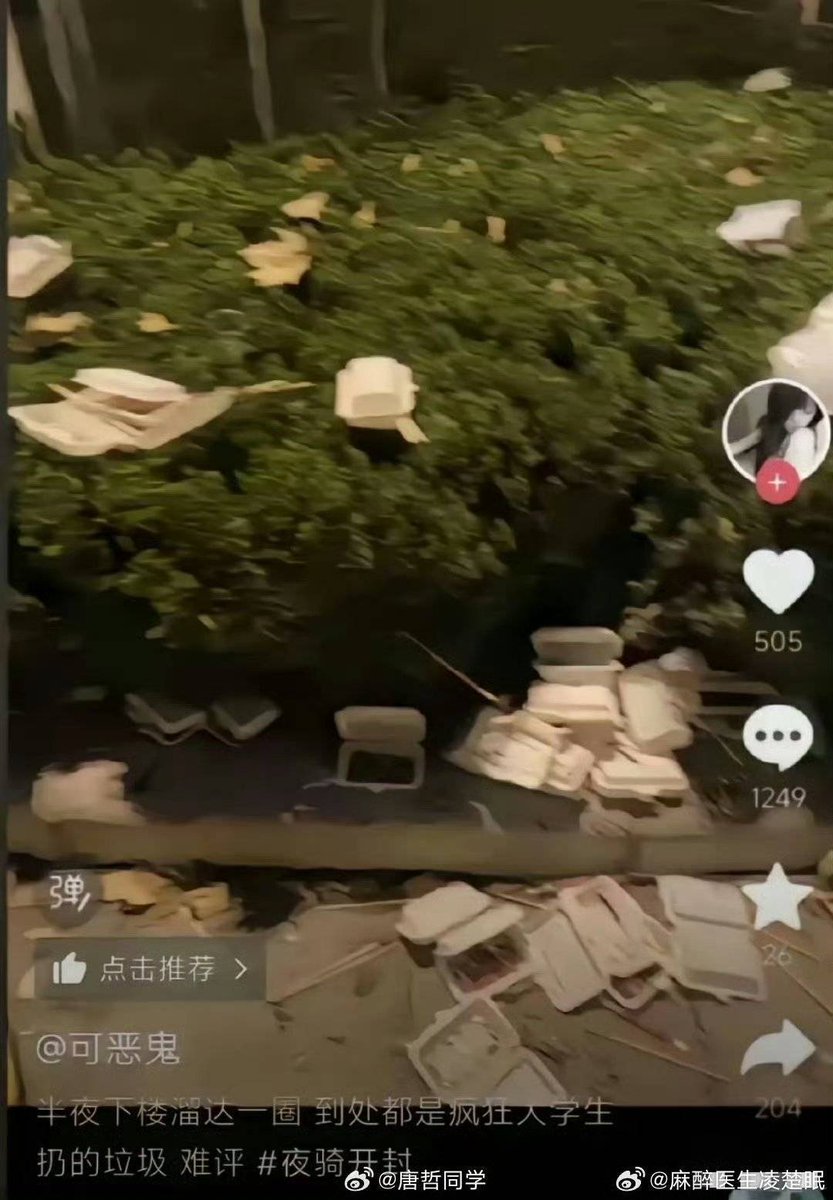 505
1249
弹
26
点击推荐 >
@可恶鬼
204
半夜下楼溜达一圈 到处都是疯狂大学生
扔的垃圾 难评 #夜骑开封
@唐哲同学
@麻醉医生凌楚眠